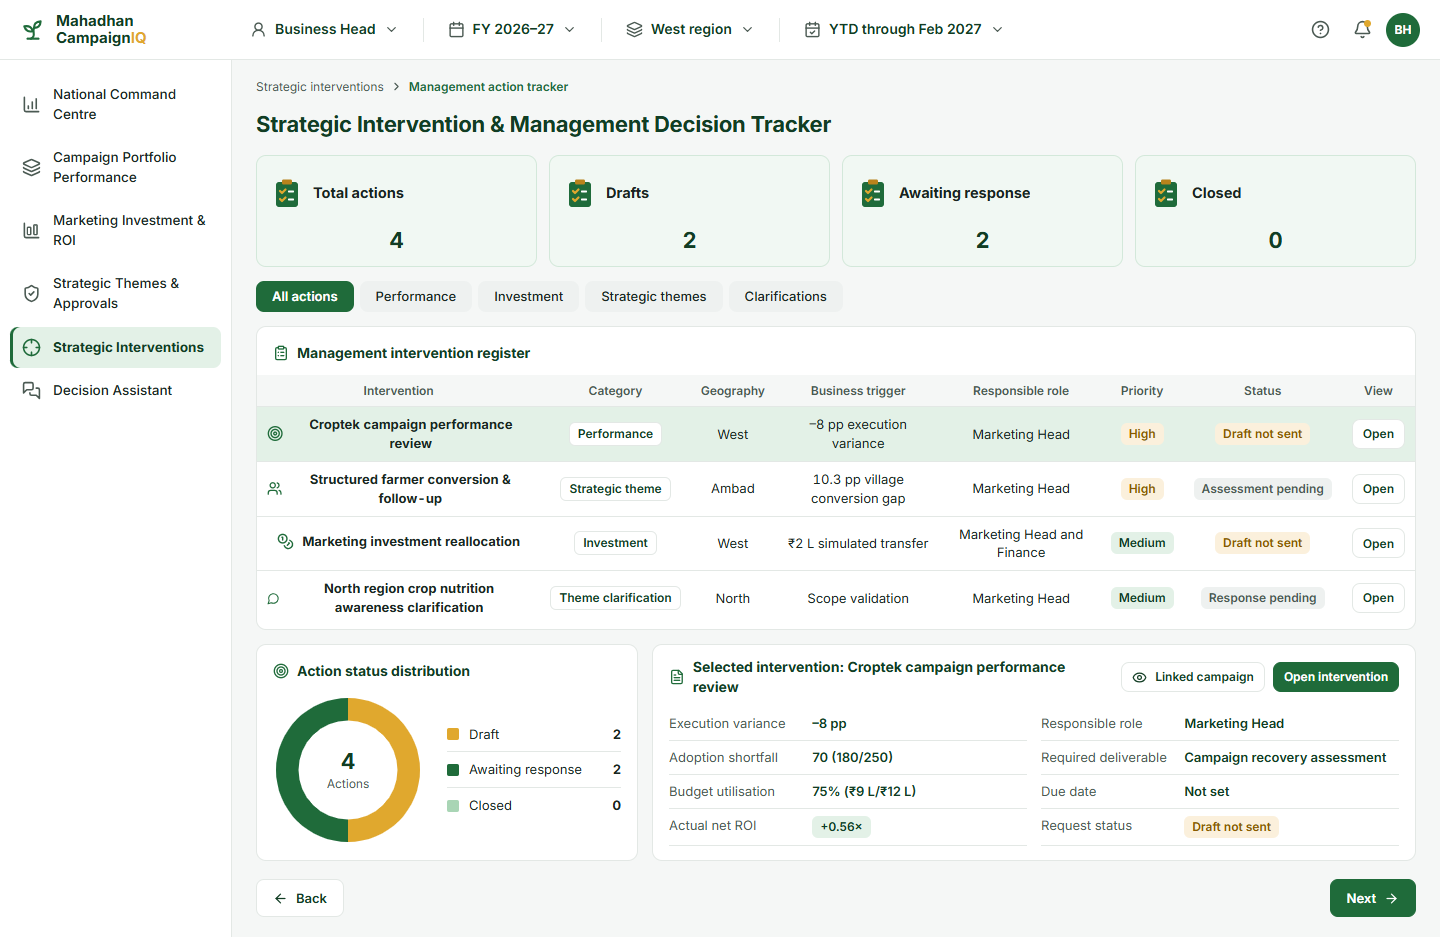 Mahadhan
CampaignIQ
Business Head
FY 2026–27
West region
YTD through Feb 2027
BH
National Command
Centre
Campaign Portfolio
Performance
Marketing Investment &
ROI
Strategic Themes &
Approvals
Strategic Interventions
Decision Assistant
Strategic interventions > Management action tracker
Strategic Intervention & Management Decision Tracker
Total actions
4
Drafts
2
Awaiting response
2
Closed
0
All actions
Performance
Investment
Strategic themes
Clarifications
Management intervention register
Intervention Category Geography Business trigger Responsible role Priority Status View
Croptek campaign performance
review
Performance
West
−8 pp execution
variance
Marketing Head
High
Draft not sent
Open
Structured farmer conversion &
follow-up
Strategic theme
Ambad
10.3 pp village
conversion gap
Marketing Head
High
Assessment pending
Open
Marketing investment reallocation
Investment
West
₹2 L simulated transfer
Marketing Head and
Finance
Medium
Draft not sent
Open
North region crop nutrition
awareness clarification
Theme clarification
North
Scope validation
Marketing Head
Medium
Response pending
Open
Action status distribution
4
Actions
Draft 2
Awaiting response 2
Closed 0
Selected intervention: Croptek campaign performance
review
Linked campaign
Open intervention
Execution variance −8 pp
Adoption shortfall 70 (180/250)
Budget utilisation 75% (₹9 L/₹12 L)
Actual net ROI +0.56×
Responsible role Marketing Head
Required deliverable Campaign recovery assessment
Due date Not set
Request status Draft not sent
Back
Next